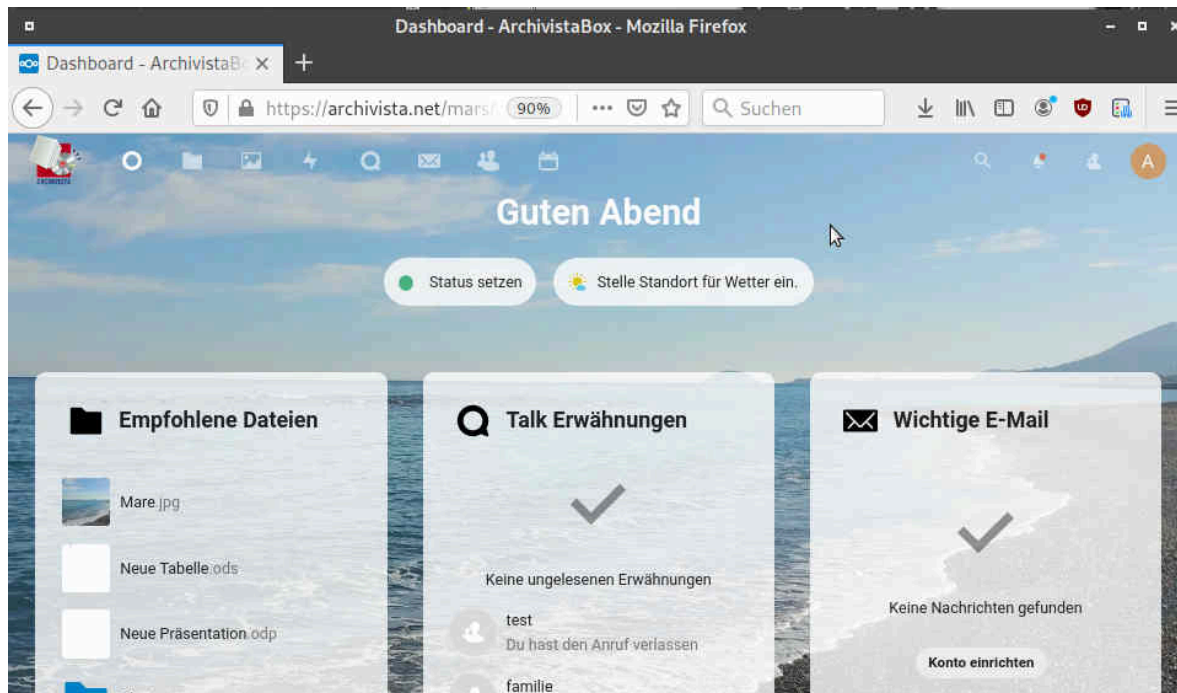 Dashboard - ArchivistaBox - Mozilla Firefox
Dashboard - ArchivistaB
https://archivista.net/mars/
90%
Suchen
A
Guten Abend
Status setzen
Stelle Standort für Wetter ein.
Empfohlene Dateien
Mare.jpg
Neue Tabelle.ods
Neue Präsentation.odp
Talk Erwähnungen
Keine ungelesenen Erwähnungen
test
Du hast den Anruf verlassen
familie
Wichtige E-Mail
Keine Nachrichten gefunden
Konto einrichten